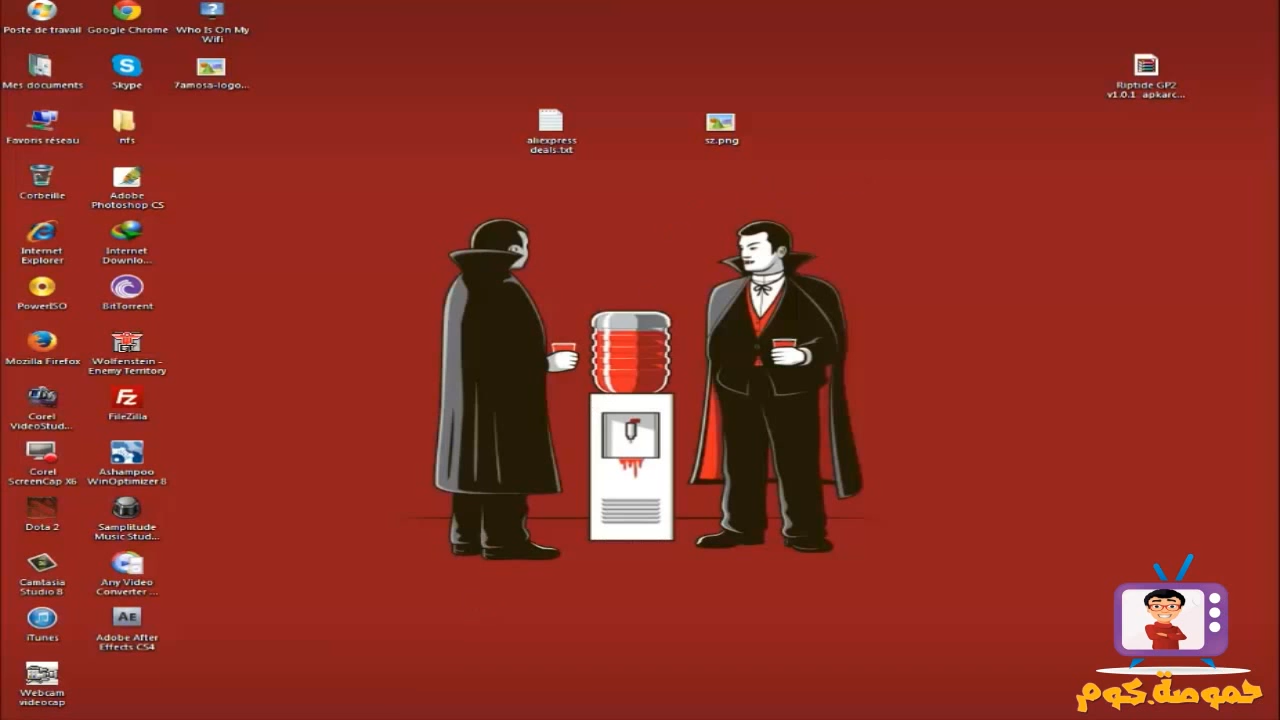 Poste de travail
Google Chrome
Who Is On My
Wifi
Mes documents
Skype
7amosa-logo...
Riptide GP2
v1.0.1 apkarc...
Favoris réseau
nfs
aliexpress
deals.txt
sz.png
Corbeille
Adobe
Photoshop CS
Internet
Explorer
Internet
Downlo...
PowerISO
BitTorrent
Mozilla Firefox
Wolfenstein -
Enemy Territory
Corel
VideoStud...
FileZilla
Corel
ScreenCap X6
Ashampoo
WinOptimizer 8
Dota 2
Samplitude
Music Stud...
Camtasia
Studio 8
Any Video
Converter ...
iTunes
Adobe After
Effects CS4
Webcam
videocap
حموصة.كوم